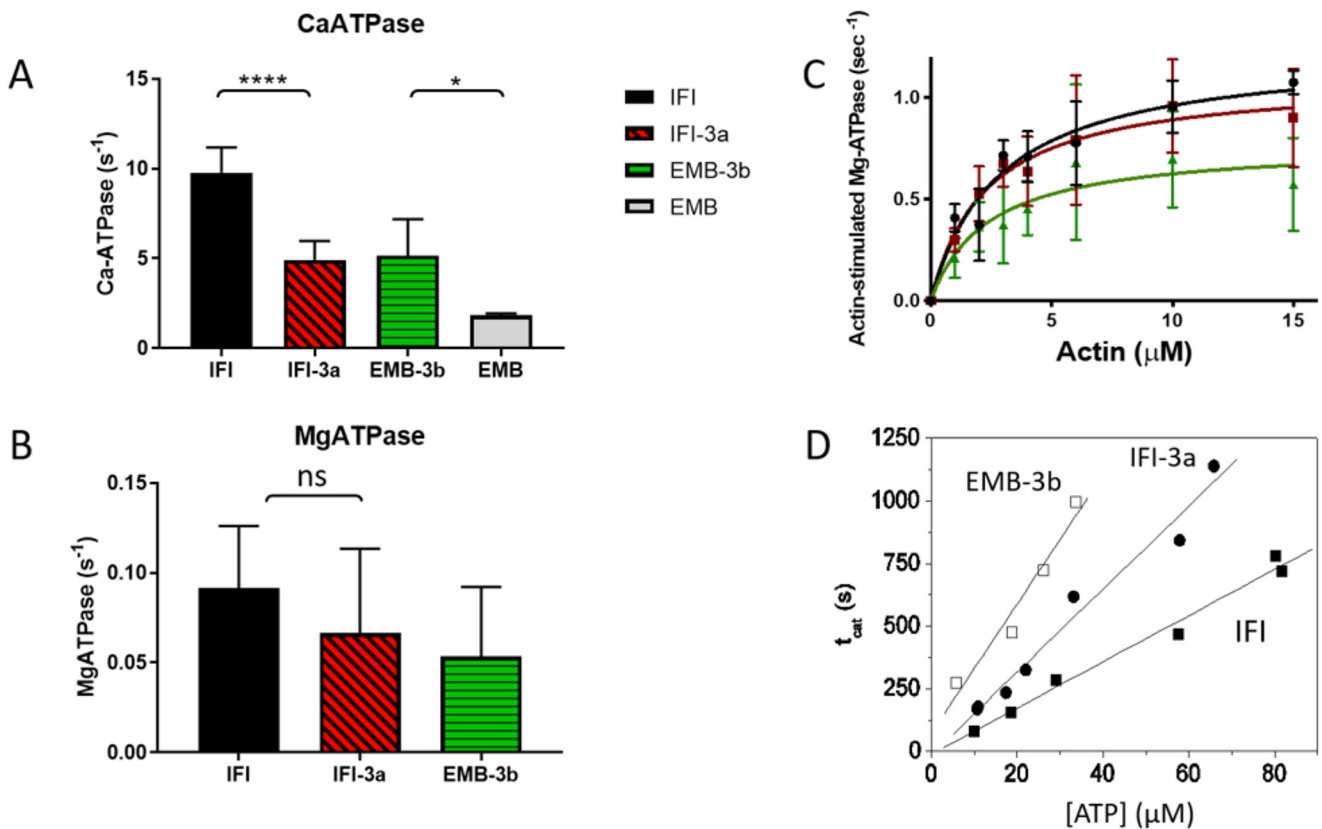 CaATPase
A
Ca-ATPase (s⁻¹)
15
10
5
0
****
*
IFI
IFI-3a
EMB-3b
EMB
IFI
IFI-3a
EMB-3b
EMB
C
Actin-stimulated Mg-ATPase (sec ⁻¹)
1.0
0.5
0.0
0
5
10
15
Actin (μM)
B
MgATPase
MgATPase (s⁻¹)
0.15
0.10
0.05
0.00
ns
IFI
IFI-3a
EMB-3b
D
t_cat (s)
1250
1000
750
500
250
0
EMB-3b
IFI-3a
IFI
0
20
40
60
80
[ATP] (μM)